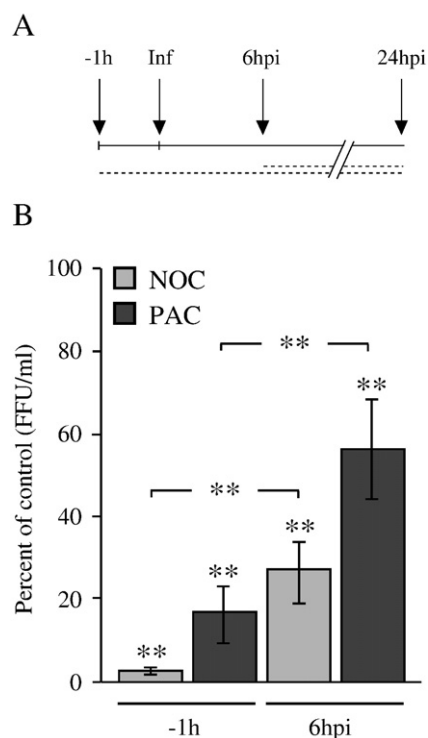 A
-1h Inf 6hpi 24hpi
B
Percent of control (FFU/ml)
100
80
60
40
20
0
NOC
PAC
**
**
**
**
**
**
-1h 6hpi